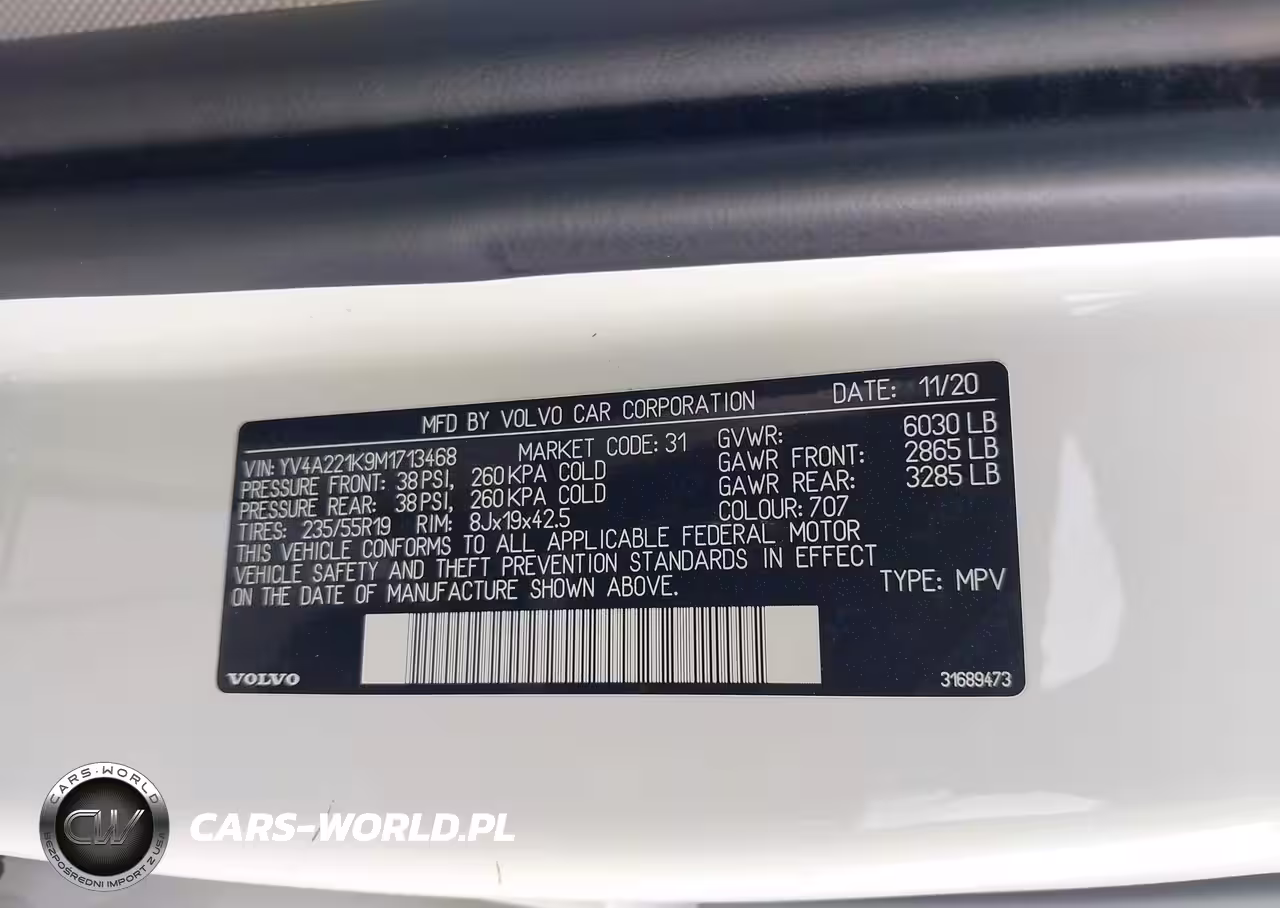 MFD BY VOLVO CAR CORPORATION DATE: 11/20
VIN: YV4A221K9M1713468 MARKET CODE: 31 GVWR: 6030 LB
PRESSURE FRONT: 38 PSI, 260 KPA COLD GAWR FRONT: 2865 LB
PRESSURE REAR: 38 PSI, 260 KPA COLD GAWR REAR: 3285 LB
TIRES: 235/55R19 RIM: 8Jx19x42.5 COLOUR: 707
THIS VEHICLE CONFORMS TO ALL APPLICABLE FEDERAL MOTOR
VEHICLE SAFETY AND THEFT PREVENTION STANDARDS IN EFFECT
ON THE DATE OF MANUFACTURE SHOWN ABOVE. TYPE: MPV
VOLVO 31689473
CARS-WORLD
CW
BEZPOŚREDNI IMPORT Z USA
CARS-WORLD.PL